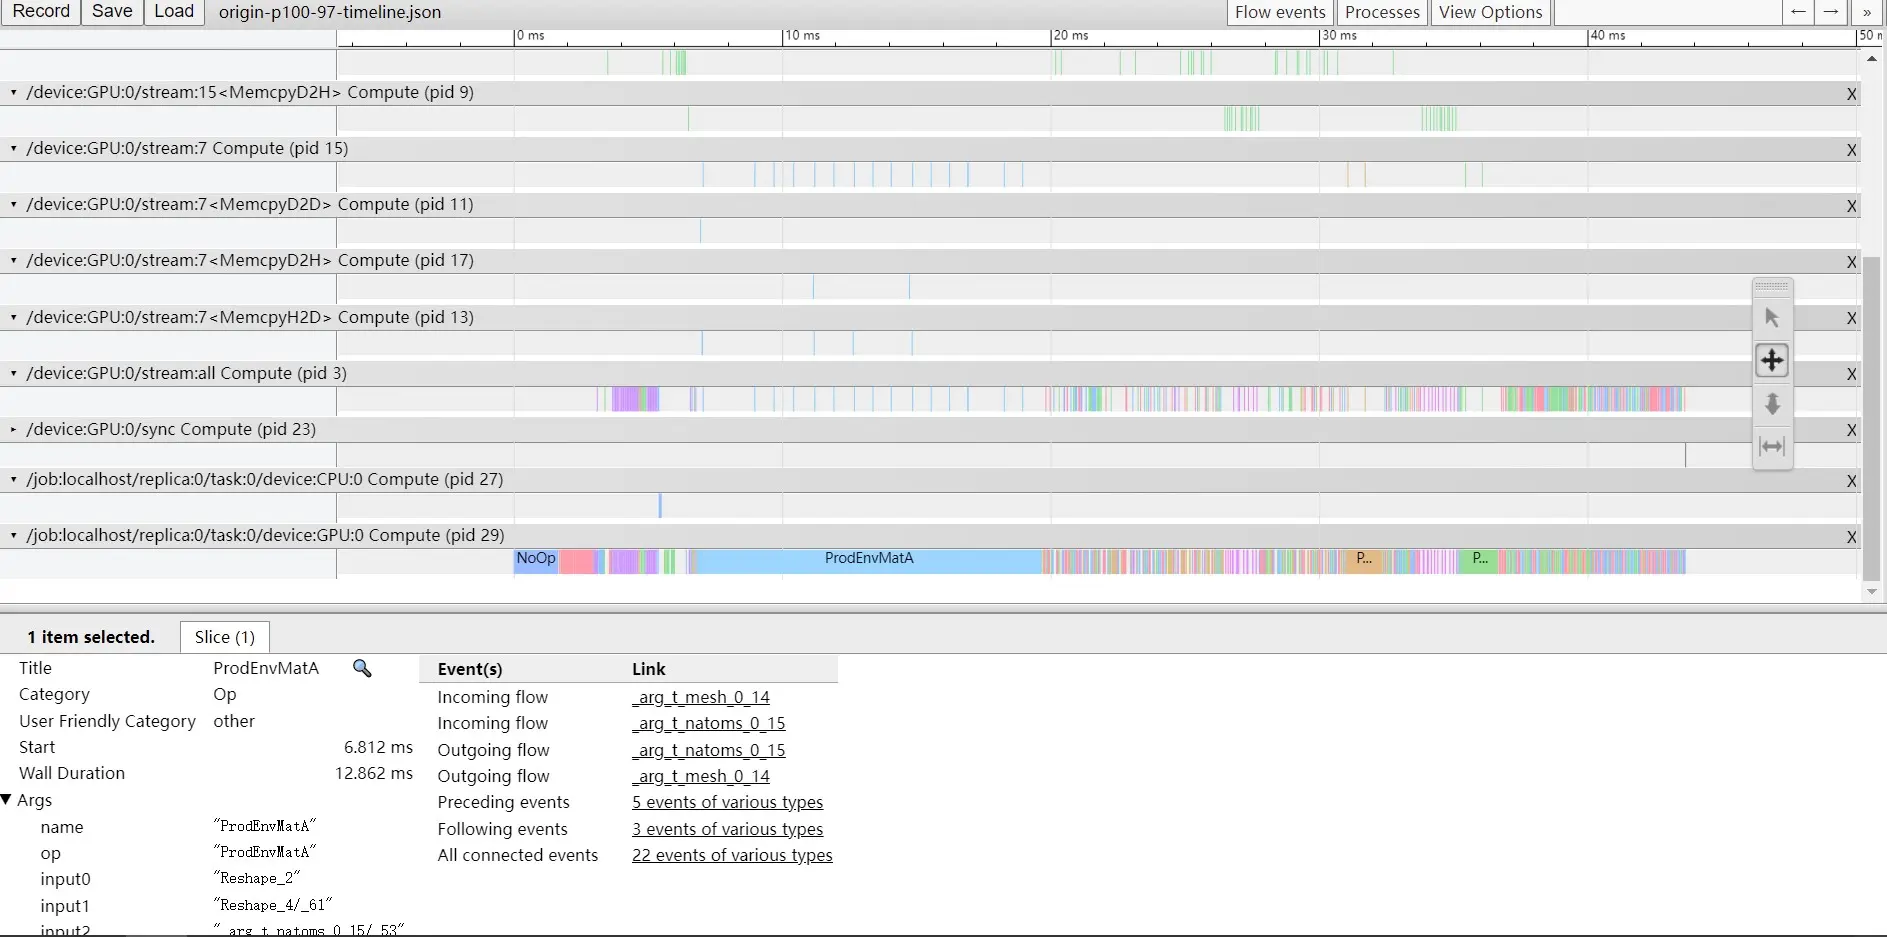 Record Save Load origin-p100-97-timeline.json Flow events Processes View Options ← → »
0 ms 10 ms 20 ms 30 ms 40 ms 50 m
▾ /device:GPU:0/stream:15<MemcpyD2H> Compute (pid 9) X
▾ /device:GPU:0/stream:7 Compute (pid 15) X
▾ /device:GPU:0/stream:7<MemcpyD2D> Compute (pid 11) X
▾ /device:GPU:0/stream:7<MemcpyD2H> Compute (pid 17) X
▾ /device:GPU:0/stream:7<MemcpyH2D> Compute (pid 13) X
▾ /device:GPU:0/stream:all Compute (pid 3) X
▸ /device:GPU:0/sync Compute (pid 23) X
▾ /job:localhost/replica:0/task:0/device:CPU:0 Compute (pid 27) X
▾ /job:localhost/replica:0/task:0/device:GPU:0 Compute (pid 29) X
NoOp ProdEnvMatA P... P...
1 item selected. Slice (1)
Title ProdEnvMatA
Category Op
User Friendly Category other
Start 6.812 ms
Wall Duration 12.862 ms
▼ Args
name "ProdEnvMatA"
op "ProdEnvMatA"
input0 "Reshape_2"
input1 "Reshape_4/_61"
input2 "_arg_t_natoms_0_15/_53"
Event(s) Link
Incoming flow _arg_t_mesh_0_14
Incoming flow _arg_t_natoms_0_15
Outgoing flow _arg_t_natoms_0_15
Outgoing flow _arg_t_mesh_0_14
Preceding events 5 events of various types
Following events 3 events of various types
All connected events 22 events of various types